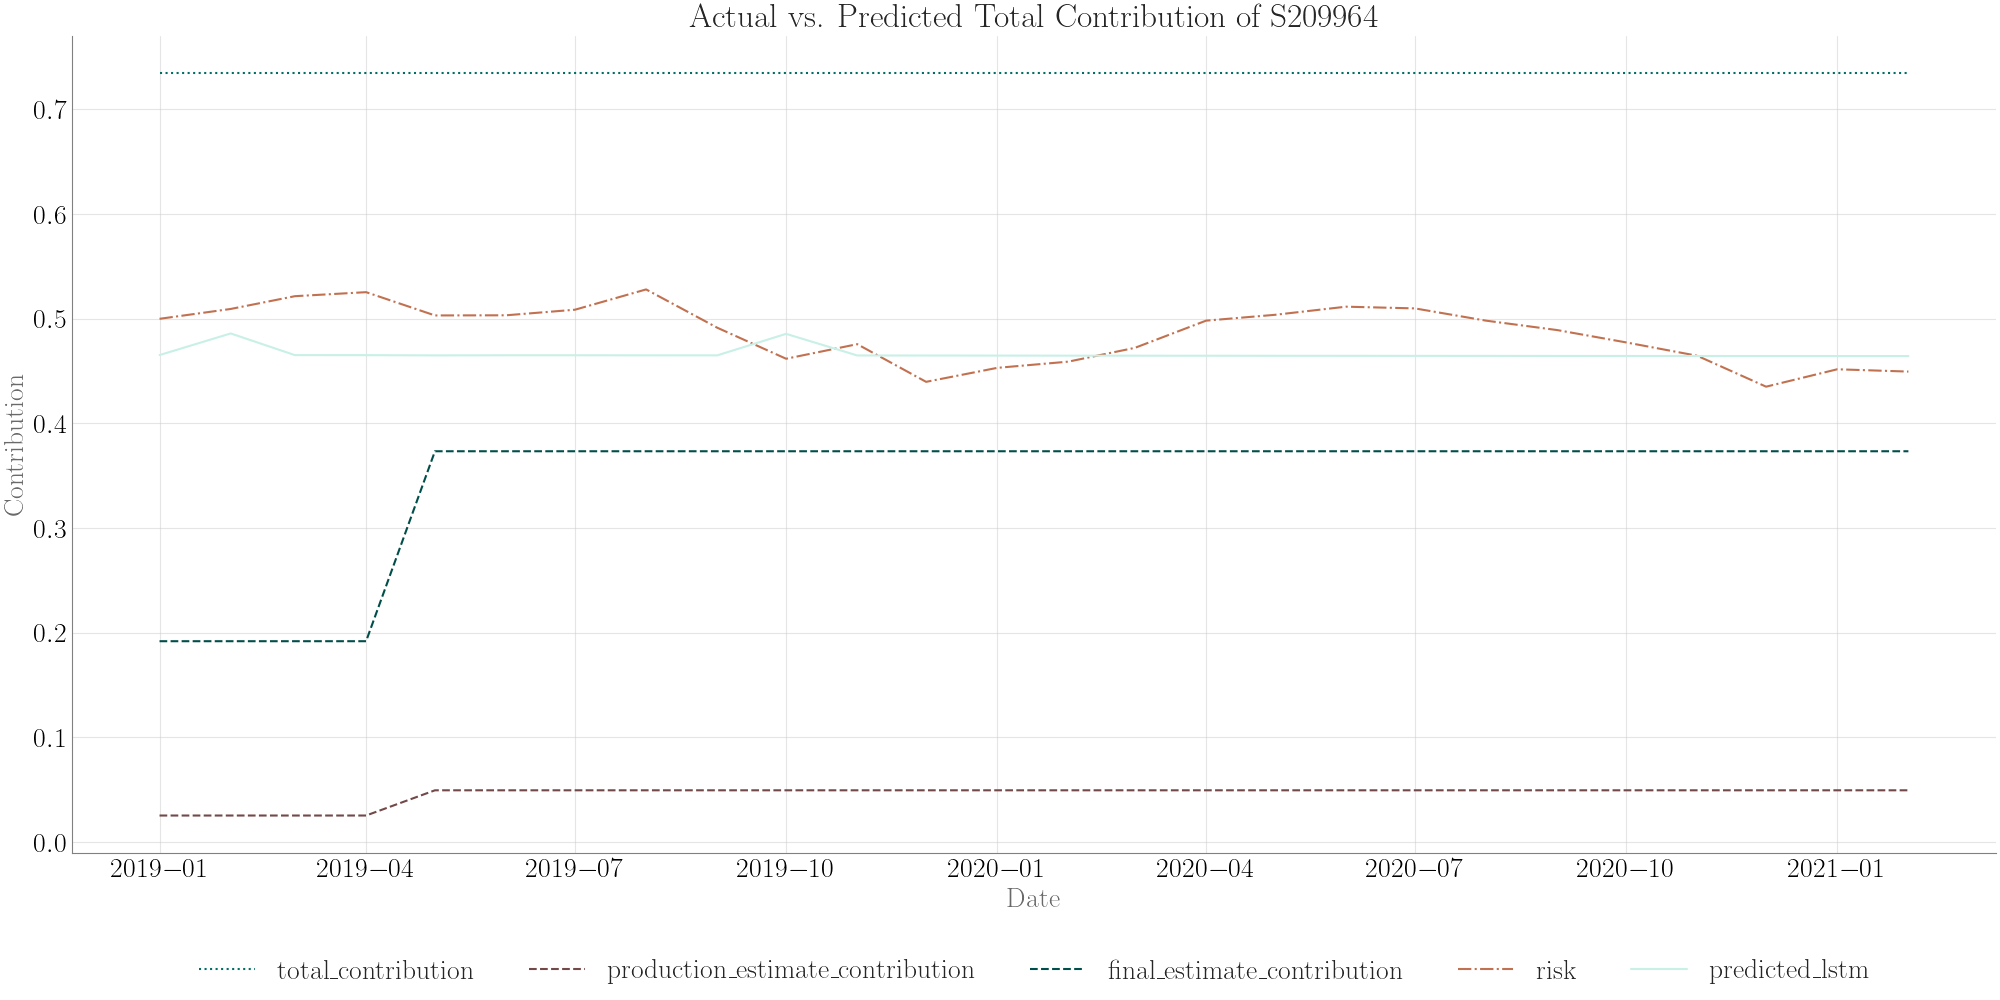 Actual vs. Predicted Total Contribution of S209964
Contribution
0.7
0.6
0.5
0.4
0.3
0.2
0.1
0.0
2019−01 2019−04 2019−07 2019−10 2020−01 2020−04 2020−07 2020−10 2021−01
Date
total_contribution production_estimate_contribution final_estimate_contribution risk predicted_lstm